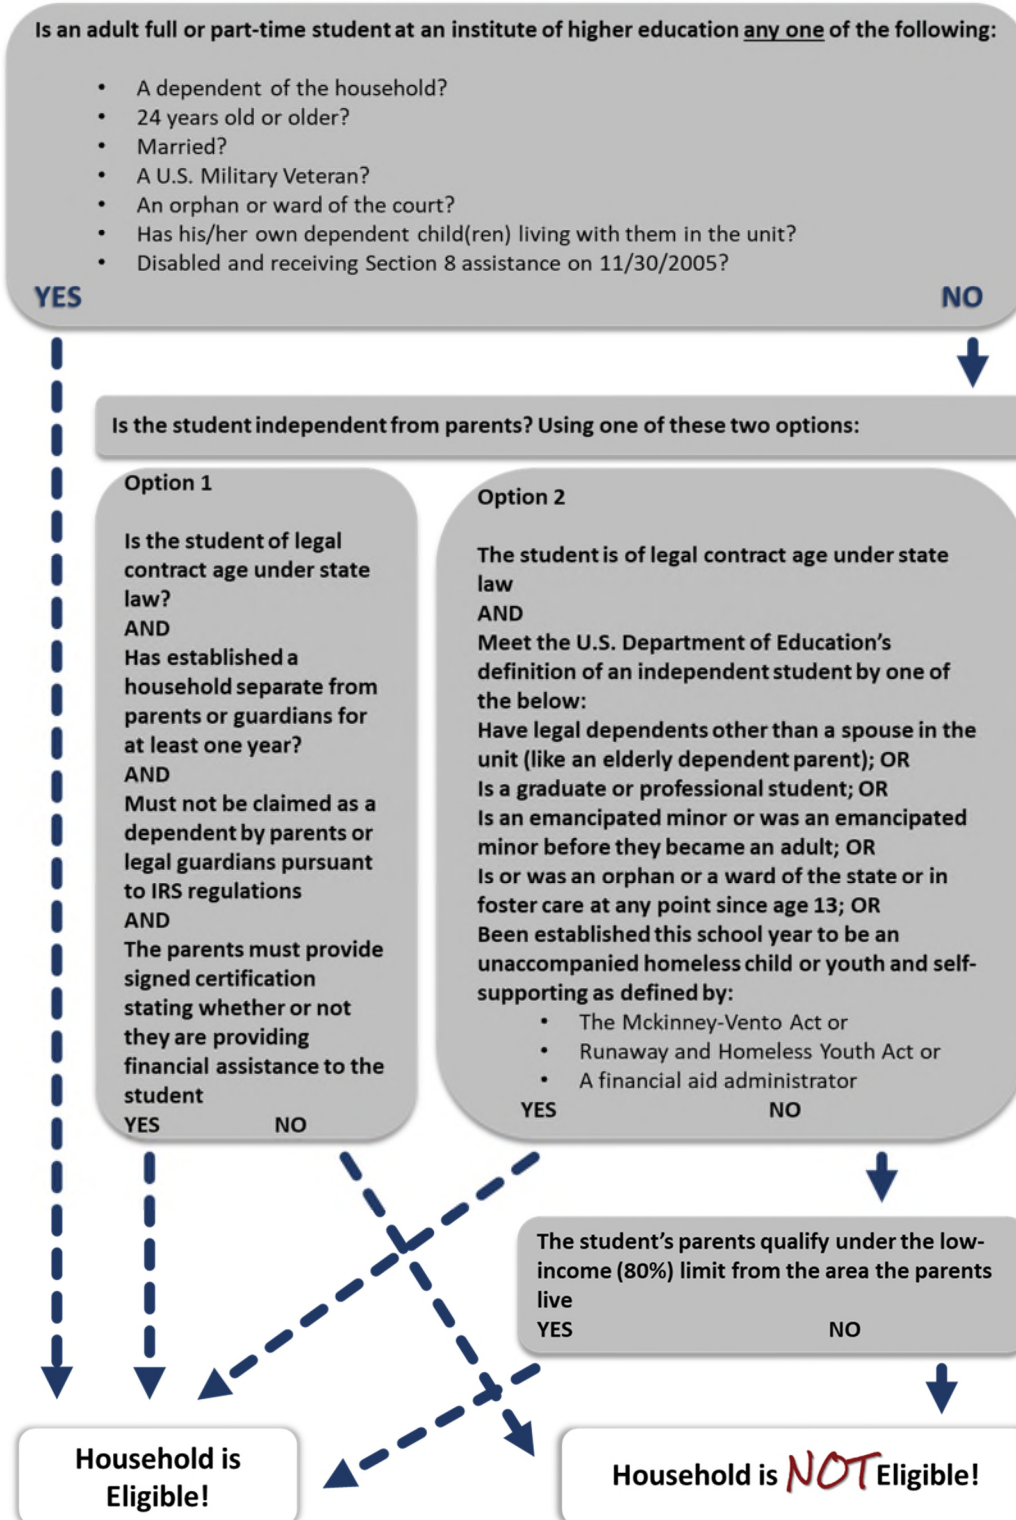 Is an adult full or part-time student at an institute of higher education any one of the following:
• A dependent of the household?
• 24 years old or older?
• Married?
• A U.S. Military Veteran?
• An orphan or ward of the court?
• Has his/her own dependent child(ren) living with them in the unit?
• Disabled and receiving Section 8 assistance on 11/30/2005?
YES NO
Is the student independent from parents? Using one of these two options:
Option 1
Is the student of legal
contract age under state
law?
AND
Has established a
household separate from
parents or guardians for
at least one year?
AND
Must not be claimed as a
dependent by parents or
legal guardians pursuant
to IRS regulations
AND
The parents must provide
signed certification
stating whether or not
they are providing
financial assistance to the
student
YES NO
Option 2
The student is of legal contract age under state
law
AND
Meet the U.S. Department of Education's
definition of an independent student by one of
the below:
Have legal dependents other than a spouse in the
unit (like an elderly dependent parent); OR
Is a graduate or professional student; OR
Is an emancipated minor or was an emancipated
minor before they became an adult; OR
Is or was an orphan or a ward of the state or in
foster care at any point since age 13; OR
Been established this school year to be an
unaccompanied homeless child or youth and self-
supporting as defined by:
• The Mckinney-Vento Act or
• Runaway and Homeless Youth Act or
• A financial aid administrator
YES NO
The student's parents qualify under the low-
income (80%) limit from the area the parents
live
YES NO
Household is
Eligible!
Household is NOT Eligible!